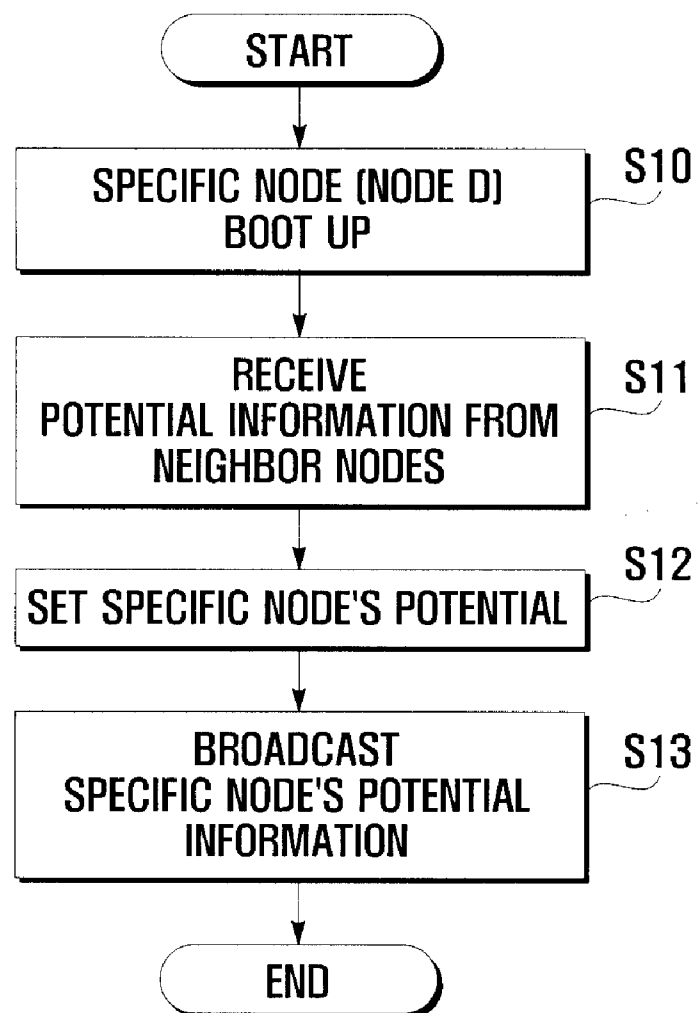 START
SPECIFIC NODE (NODE D)
BOOT UP
S10
RECEIVE
POTENTIAL INFORMATION FROM
NEIGHBOR NODES
S11
SET SPECIFIC NODE'S POTENTIAL
S12
BROADCAST
SPECIFIC NODE'S POTENTIAL
INFORMATION
S13
END